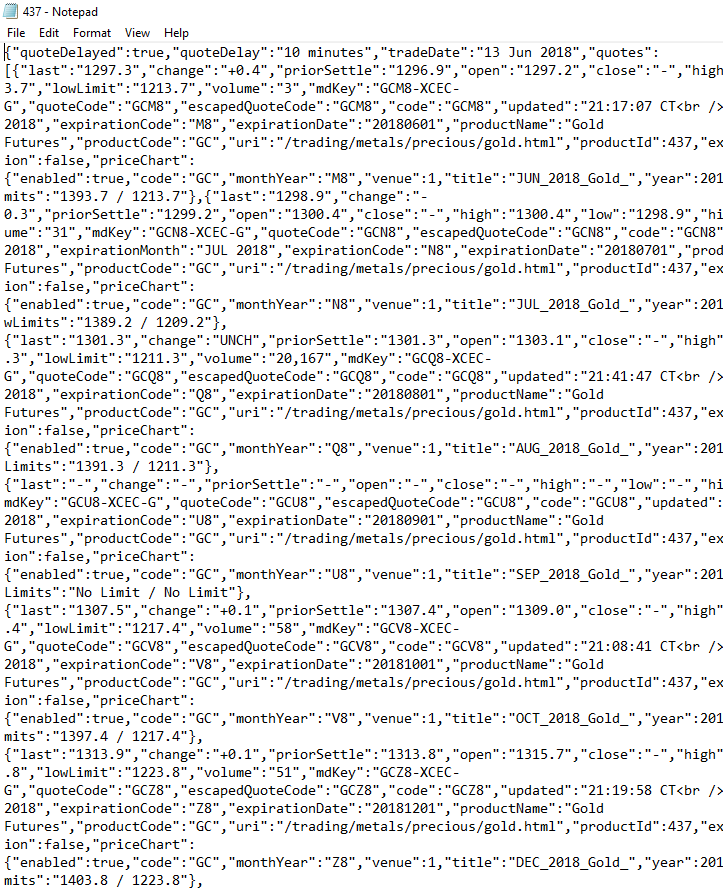 437 - Notepad
File Edit Format View Help
{"quoteDelayed":true,"quoteDelay":"10 minutes","tradeDate":"13 Jun 2018","quotes":
[{"last":"1297.3","change":"+0.4","priorSettle":"1296.9","open":"1297.2","close":"-","high
3.7","lowLimit":"1213.7","volume":"3","mdKey":"GCM8-XCEC-
G","quoteCode":"GCM8","escapedQuoteCode":"GCM8","code":"GCM8","updated":"21:17:07 CT<br />
2018","expirationCode":"M8","expirationDate":"20180601","productName":"Gold
Futures","productCode":"GC","uri":"/trading/metals/precious/gold.html","productId":437,"ex
ion":false,"priceChart":
{"enabled":true,"code":"GC","monthYear":"M8","venue":1,"title":"JUN_2018_Gold_","year":201
mits":"1393.7 / 1213.7"},{"last":"1298.9","change":"-
0.3","priorSettle":"1299.2","open":"1300.4","close":"-","high":"1300.4","low":"1298.9","hi
ume":"31","mdKey":"GCN8-XCEC-G","quoteCode":"GCN8","escapedQuoteCode":"GCN8","code":"GCN8"
2018","expirationMonth":"JUL 2018","expirationCode":"N8","expirationDate":"20180701","prod
Futures","productCode":"GC","uri":"/trading/metals/precious/gold.html","productId":437,"ex
ion":false,"priceChart":
{"enabled":true,"code":"GC","monthYear":"N8","venue":1,"title":"JUL_2018_Gold_","year":201
wLimits":"1389.2 / 1209.2"},
{"last":"1301.3","change":"UNCH","priorSettle":"1301.3","open":"1303.1","close":"-","high"
.3","lowLimit":"1211.3","volume":"20,167","mdKey":"GCQ8-XCEC-
G","quoteCode":"GCQ8","escapedQuoteCode":"GCQ8","code":"GCQ8","updated":"21:41:47 CT<br />
2018","expirationCode":"Q8","expirationDate":"20180801","productName":"Gold
Futures","productCode":"GC","uri":"/trading/metals/precious/gold.html","productId":437,"ex
ion":false,"priceChart":
{"enabled":true,"code":"GC","monthYear":"Q8","venue":1,"title":"AUG_2018_Gold_","year":201
Limits":"1391.3 / 1211.3"},
{"last":"-","change":"-","priorSettle":"-","open":"-","close":"-","high":"-","low":"-","hi
mdKey":"GCU8-XCEC-G","quoteCode":"GCU8","escapedQuoteCode":"GCU8","code":"GCU8","updated":
2018","expirationCode":"U8","expirationDate":"20180901","productName":"Gold
Futures","productCode":"GC","uri":"/trading/metals/precious/gold.html","productId":437,"ex
ion":false,"priceChart":
{"enabled":true,"code":"GC","monthYear":"U8","venue":1,"title":"SEP_2018_Gold_","year":201
Limits":"No Limit / No Limit"},
{"last":"1307.5","change":"+0.1","priorSettle":"1307.4","open":"1309.0","close":"-","high"
.4","lowLimit":"1217.4","volume":"58","mdKey":"GCV8-XCEC-
G","quoteCode":"GCV8","escapedQuoteCode":"GCV8","code":"GCV8","updated":"21:08:41 CT<br />
2018","expirationCode":"V8","expirationDate":"20181001","productName":"Gold
Futures","productCode":"GC","uri":"/trading/metals/precious/gold.html","productId":437,"ex
ion":false,"priceChart":
{"enabled":true,"code":"GC","monthYear":"V8","venue":1,"title":"OCT_2018_Gold_","year":201
mits":"1397.4 / 1217.4"},
{"last":"1313.9","change":"+0.1","priorSettle":"1313.8","open":"1315.7","close":"-","high"
.8","lowLimit":"1223.8","volume":"51","mdKey":"GCZ8-XCEC-
G","quoteCode":"GCZ8","escapedQuoteCode":"GCZ8","code":"GCZ8","updated":"21:19:58 CT<br />
2018","expirationCode":"Z8","expirationDate":"20181201","productName":"Gold
Futures","productCode":"GC","uri":"/trading/metals/precious/gold.html","productId":437,"ex
ion":false,"priceChart":
{"enabled":true,"code":"GC","monthYear":"Z8","venue":1,"title":"DEC_2018_Gold_","year":201
mits":"1403.8 / 1223.8"},